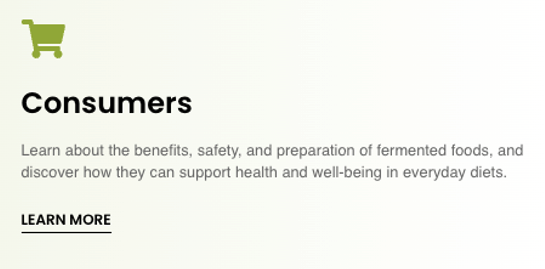 Consumers
Learn about the benefits, safety, and preparation of fermented foods, and
discover how they can support health and well-being in everyday diets.
LEARN MORE